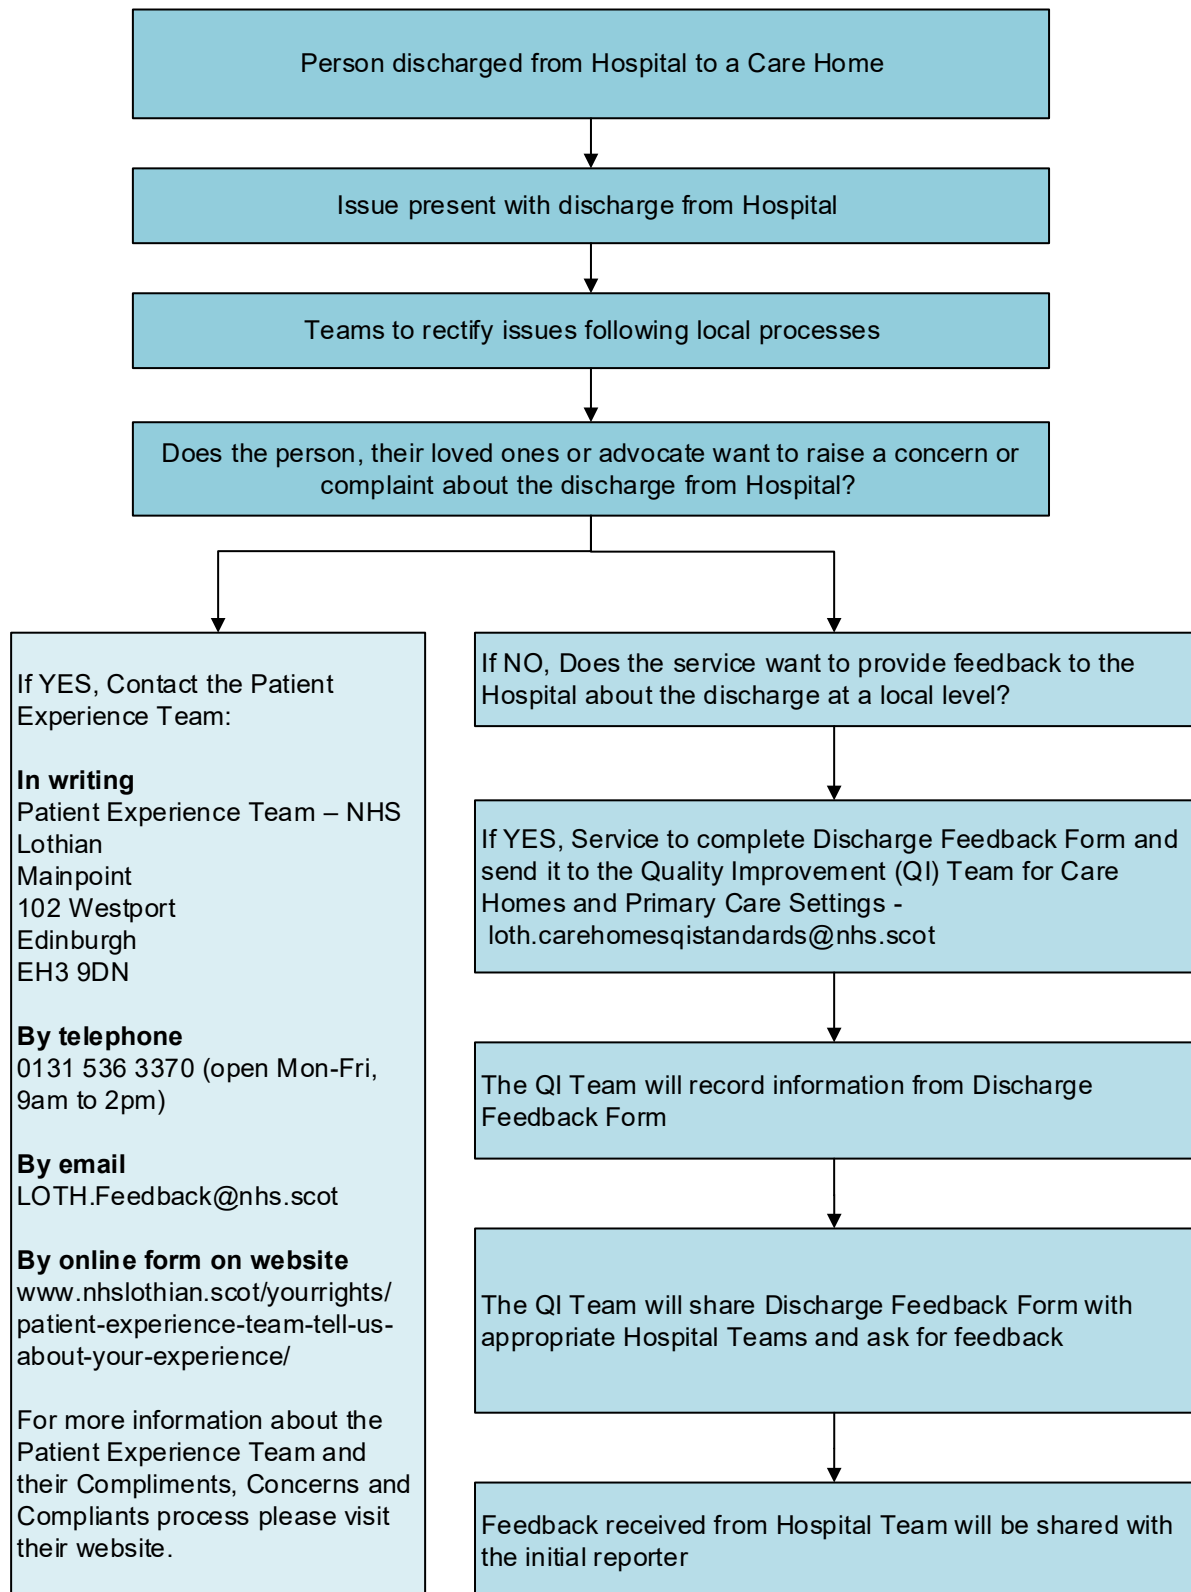 Person discharged from Hospital to a Care Home
Issue present with discharge from Hospital
Teams to rectify issues following local processes
Does the person, their loved ones or advocate want to raise a concern or
complaint about the discharge from Hospital?
If YES, Contact the Patient
Experience Team:
In writing
Patient Experience Team – NHS
Lothian
Mainpoint
102 Westport
Edinburgh
EH3 9DN
By telephone
0131 536 3370 (open Mon-Fri,
9am to 2pm)
By email
LOTH.Feedback@nhs.scot
By online form on website
www.nhslothian.scot/yourrights/
patient-experience-team-tell-us-
about-your-experience/
For more information about the
Patient Experience Team and
their Compliments, Concerns and
Compliants process please visit
their website.
If NO, Does the service want to provide feedback to the
Hospital about the discharge at a local level?
If YES, Service to complete Discharge Feedback Form and
send it to the Quality Improvement (QI) Team for Care
Homes and Primary Care Settings -
loth.carehomesqistandards@nhs.scot
The QI Team will record information from Discharge
Feedback Form
The QI Team will share Discharge Feedback Form with
appropriate Hospital Teams and ask for feedback
Feedback received from Hospital Team will be shared with
the initial reporter